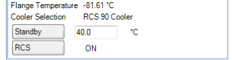 Flange Temperature -81.61 °C
Cooler Selection RCS 90 Cooler
Standby 40.0 °C
RCS ON